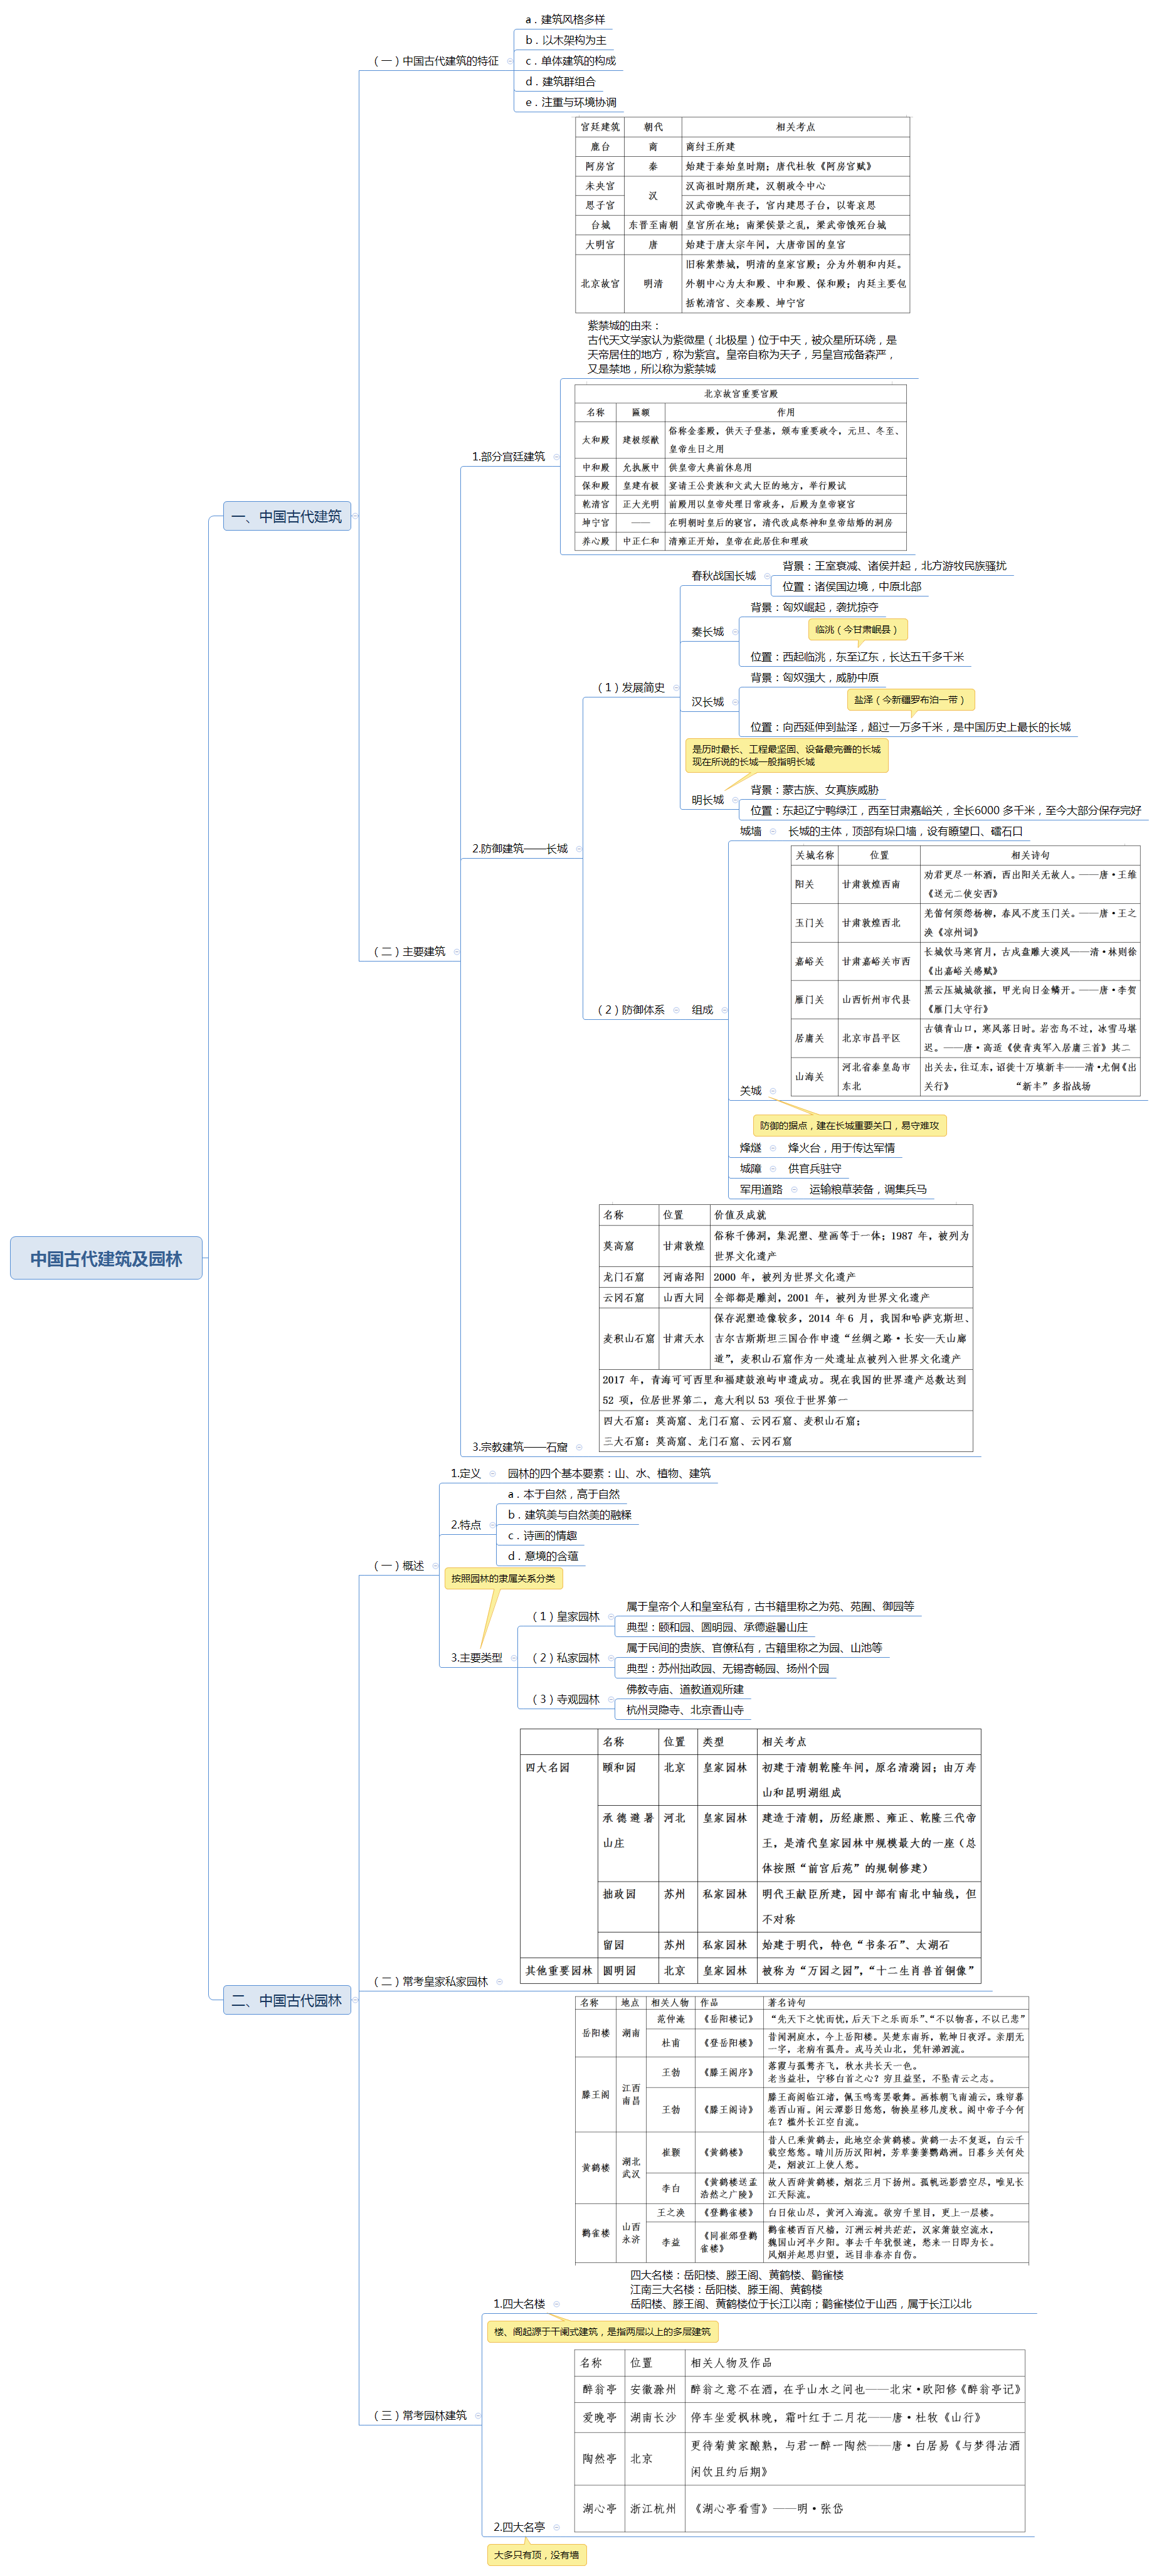 中国古代建筑及园林
一、中国古代建筑
（一）中国古代建筑的特征
a．建筑风格多样
b．以木架构为主
c．单体建筑的构成
d．建筑群组合
e．注重与环境协调
（二）主要建筑
1.部分宫廷建筑
宫廷建筑 朝代 相关考点
鹿台 商 商纣王所建
阿房宫 秦 始建于秦始皇时期；唐代杜牧《阿房宫赋》
未央宫 汉 汉高祖时期所建，汉朝政令中心
思子宫 汉武帝晚年丧子，宫内建思子台，以寄哀思
台城 东晋至南朝 皇宫所在地；南梁侯景之乱，梁武帝饿死台城
大明宫 唐 始建于唐太宗年间，大唐帝国的皇宫
北京故宫 明清 旧称紫禁城，明清的皇家宫殿；分为外朝和内廷。
外朝中心为太和殿、中和殿、保和殿；内廷主要包
括乾清宫、交泰殿、坤宁宫
紫禁城的由来：
古代天文学家认为紫微星（北极星）位于中天，被众星所环绕，是
天帝居住的地方，称为紫宫。皇帝自称为天子，另皇宫戒备森严，
又是禁地，所以称为紫禁城
北京故宫重要宫殿
名称 匾额 作用
太和殿 建极绥猷 俗称金銮殿，供天子登基，颁布重要政令，元旦、冬至、
皇帝生日之用
中和殿 允执厥中 供皇帝大典前休息用
保和殿 皇建有极 宴请王公贵族和文武大臣的地方，举行殿试
乾清宫 正大光明 前殿用以皇帝处理日常政务，后殿为皇帝寝宫
坤宁宫 —— 在明朝时皇后的寝宫，清代改成祭神和皇帝结婚的洞房
养心殿 中正仁和 清雍正开始，皇帝在此居住和理政
2.防御建筑——长城
（1）发展简史
春秋战国长城
背景：王室衰减、诸侯并起，北方游牧民族骚扰
位置：诸侯国边境，中原北部
秦长城
背景：匈奴崛起，袭扰掠夺
临洮（今甘肃岷县）
位置：西起临洮，东至辽东，长达五千多千米
汉长城
背景：匈奴强大，威胁中原
盐泽（今新疆罗布泊一带）
位置：向西延伸到盐泽，超过一万多千米，是中国历史上最长的长城
是历时最长、工程最坚固、设备最完善的长城
现在所说的长城一般指明长城
明长城
背景：蒙古族、女真族威胁
位置：东起辽宁鸭绿江，西至甘肃嘉峪关，全长6000 多千米，至今大部分保存完好
（2）防御体系
组成
城墙 长城的主体，顶部有垛口墙，设有瞭望口、礌石口
关城名称 位置 相关诗句
阳关 甘肃敦煌西南 劝君更尽一杯酒，西出阳关无故人。——唐·王维
《送元二使安西》
玉门关 甘肃敦煌西北 羌笛何须怨杨柳，春风不度玉门关。——唐·王之
涣《凉州词》
嘉峪关 甘肃嘉峪关市西 长城饮马寒宵月，古戍盘雕大漠风——清·林则徐
《出嘉峪关感赋》
雁门关 山西忻州市代县 黑云压城城欲摧，甲光向日金鳞开。——唐·李贺
《雁门太守行》
居庸关 北京市昌平区 古镇青山口，寒风落日时。岩峦鸟不过，冰雪马堪
迟。——唐·高适《使青夷军入居庸三首》其二
山海关 河北省秦皇岛市
东北 出关去，往辽东，诏徙十万填新丰——清·尤侗《出
关行》 “新丰”多指战场
关城
防御的据点，建在长城重要关口，易守难攻
烽燧 烽火台，用于传达军情
城障 供官兵驻守
军用道路 运输粮草装备，调集兵马
3.宗教建筑——石窟
名称 位置 价值及成就
莫高窟 甘肃敦煌 俗称千佛洞，集泥塑、壁画等于一体；1987 年，被列为
世界文化遗产
龙门石窟 河南洛阳 2000 年，被列为世界文化遗产
云冈石窟 山西大同 全部都是雕刻，2001 年，被列为世界文化遗产
麦积山石窟 甘肃天水 保存泥塑造像较多，2014 年 6 月，我国和哈萨克斯坦、
吉尔吉斯斯坦三国合作申遗“丝绸之路·长安—天山廊
道”，麦积山石窟作为一处遗址点被列入世界文化遗产
2017 年，青海可可西里和福建鼓浪屿申遗成功。现在我国的世界遗产总数达到
52 项，位居世界第二，意大利以 53 项位于世界第一
四大石窟：莫高窟、龙门石窟、云冈石窟、麦积山石窟；
三大石窟：莫高窟、龙门石窟、云冈石窟
二、中国古代园林
（一）概述
1.定义 园林的四个基本要素：山、水、植物、建筑
2.特点
a．本于自然，高于自然
b．建筑美与自然美的融糅
c．诗画的情趣
d．意境的含蕴
按照园林的隶属关系分类
3.主要类型
（1）皇家园林
属于皇帝个人和皇室私有，古书籍里称之为苑、苑囿、御园等
典型：颐和园、圆明园、承德避暑山庄
（2）私家园林
属于民间的贵族、官僚私有，古籍里称之为园、山池等
典型：苏州拙政园、无锡寄畅园、扬州个园
（3）寺观园林
佛教寺庙、道教道观所建
杭州灵隐寺、北京香山寺
（二）常考皇家私家园林
名称 位置 类型 相关考点
四大名园 颐和园 北京 皇家园林 初建于清朝乾隆年间，原名清漪园；由万寿
山和昆明湖组成
承德避暑
山庄 河北 皇家园林 建造于清朝，历经康熙、雍正、乾隆三代帝
王，是清代皇家园林中规模最大的一座（总
体按照“前宫后苑”的规制修建）
拙政园 苏州 私家园林 明代王献臣所建，园中部有南北中轴线，但
不对称
留园 苏州 私家园林 始建于明代，特色“书条石”、太湖石
其他重要园林 圆明园 北京 皇家园林 被称为“万园之园”，“十二生肖兽首铜像”
（三）常考园林建筑
1.四大名楼
名称 地点 相关人物 作品 著名诗句
岳阳楼 湖南 范仲淹 《岳阳楼记》 “先天下之忧而忧，后天下之乐而乐”、“不以物喜，不以己悲”
杜甫 《登岳阳楼》 昔闻洞庭水，今上岳阳楼。吴楚东南坼，乾坤日夜浮。亲朋无
一字，老病有孤舟。戎马关山北，凭轩涕泗流。
滕王阁 江西
南昌 王勃 《滕王阁序》 落霞与孤鹜齐飞，秋水共长天一色。
老当益壮，宁移白首之心？穷且益坚，不坠青云之志。
王勃 《滕王阁诗》 滕王高阁临江渚，佩玉鸣鸾罢歌舞。画栋朝飞南浦云，珠帘暮
卷西山雨。闲云潭影日悠悠，物换星移几度秋。阁中帝子今何
在？槛外长江空自流。
黄鹤楼 湖北
武汉 崔颢 《黄鹤楼》 昔人已乘黄鹤去，此地空余黄鹤楼。黄鹤一去不复返，白云千
载空悠悠。晴川历历汉阳树，芳草萋萋鹦鹉洲。日暮乡关何处
是，烟波江上使人愁。
李白 《黄鹤楼送孟
浩然之广陵》 故人西辞黄鹤楼，烟花三月下扬州。孤帆远影碧空尽，唯见长
江天际流。
鹳雀楼 山西
永济 王之涣 《登鹳雀楼》 白日依山尽，黄河入海流。欲穷千里目，更上一层楼。
李益 《同崔邠登鹳
雀楼》 鹳雀楼西百尺樯，汀洲云树共茫茫，汉家箫鼓空流水，
魏国山河半夕阳。事去千年犹恨速，愁来一日即为长。
风烟并起思归望，远目非春亦自伤。
四大名楼：岳阳楼、滕王阁、黄鹤楼、鹳雀楼
江南三大名楼：岳阳楼、滕王阁、黄鹤楼
岳阳楼、滕王阁、黄鹤楼位于长江以南；鹳雀楼位于山西，属于长江以北
楼、阁起源于干阑式建筑，是指两层以上的多层建筑
2.四大名亭
名称 位置 相关人物及作品
醉翁亭 安徽滁州 醉翁之意不在酒，在乎山水之间也——北宋·欧阳修《醉翁亭记》
爱晚亭 湖南长沙 停车坐爱枫林晚，霜叶红于二月花——唐·杜牧《山行》
陶然亭 北京 更待菊黄家酿熟，与君一醉一陶然——唐·白居易《与梦得沽酒
闲饮且约后期》
湖心亭 浙江杭州 《湖心亭看雪》——明·张岱
大多只有顶，没有墙